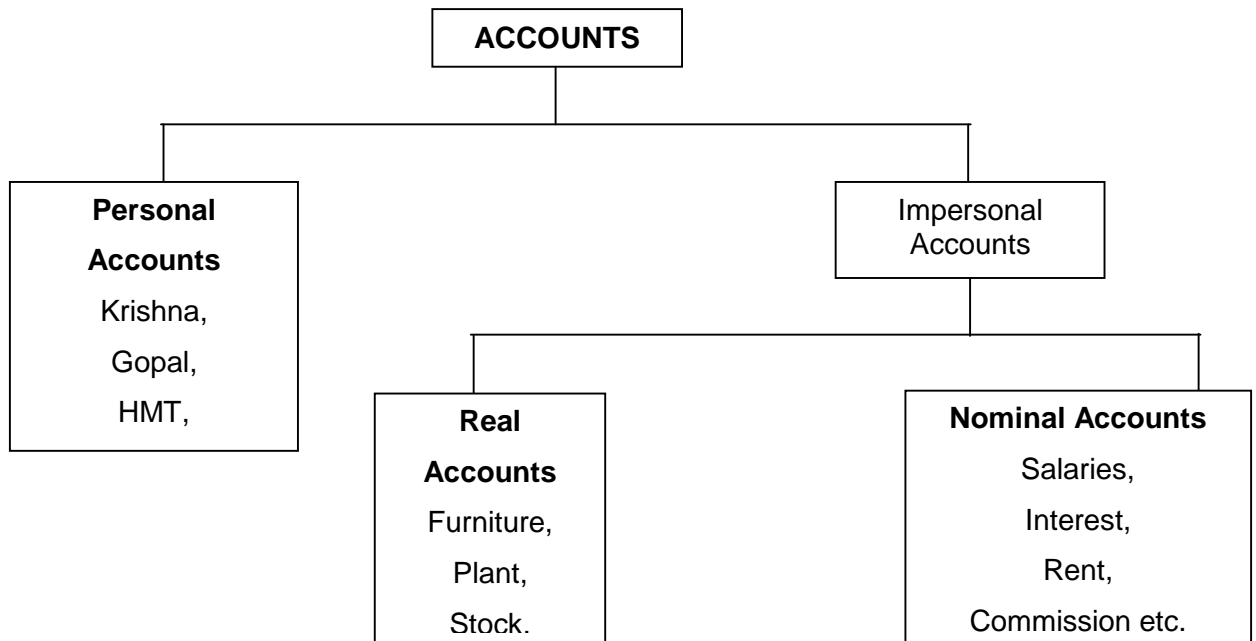 ACCOUNTS
Personal
Accounts
Krishna,
Gopal,
HMT,
Impersonal
Accounts
Real
Accounts
Furniture,
Plant,
Stock.
Nominal Accounts
Salaries,
Interest,
Rent,
Commission etc.